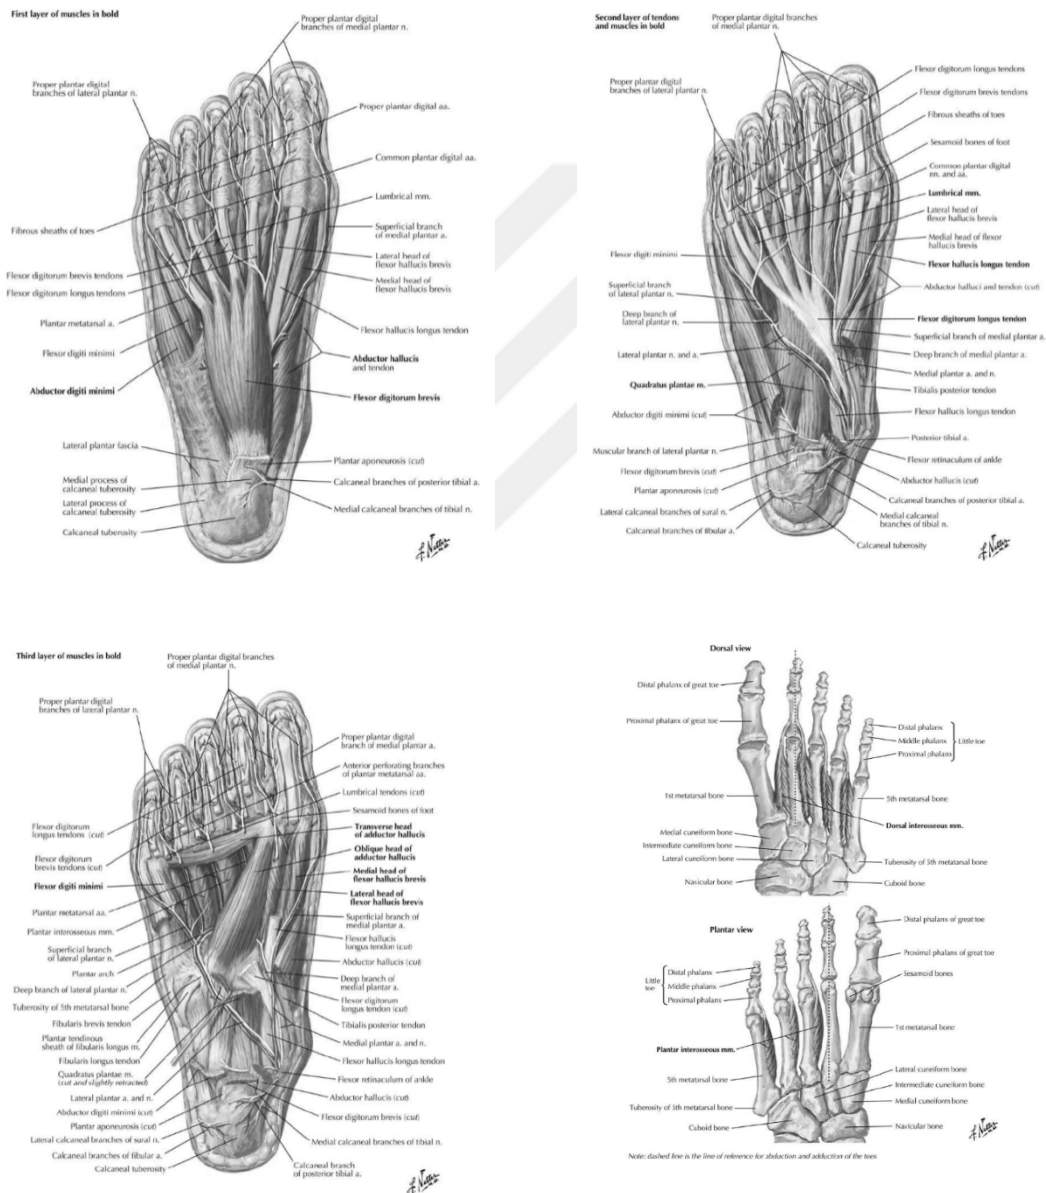 First layer of muscles in bold
Proper plantar digital
branches of medial plantar n.
Proper plantar digital
branches of lateral plantar n.
Proper plantar digital aa.
Common plantar digital aa.
Lumbrical mm.
Fibrous sheaths of toes
Superficial branch
of medial plantar a.
Lateral head of
flexor hallucis brevis
Flexor digitorum brevis tendons
Medial head of
flexor hallucis brevis
Flexor digitorum longus tendons
Plantar metatarsal a.
Flexor hallucis longus tendon
Flexor digiti minimi
Abductor hallucis
and tendon
Abductor digiti minimi
Flexor digitorum brevis
Lateral plantar fascia
Plantar aponeurosis (cut)
Medial process of
calcaneal tuberosity
Calcaneal branches of posterior tibial a.
Lateral process of
calcaneal tuberosity
Medial calcaneal branches of tibial n.
Calcaneal tuberosity
F. Netter
Second layer of tendons
and muscles in bold
Proper plantar digital branches
of medial plantar n.
Proper plantar digital
branches of lateral plantar n.
Flexor digitorum longus tendons
Flexor digitorum brevis tendons
Fibrous sheaths of toes
Sesamoid bones of foot
Common plantar digital
nn. and aa.
Lumbrical mm.
Lateral head of
flexor hallucis brevis
Medial head of flexor
hallucis brevis
Flexor digiti minimi
Flexor hallucis longus tendon
Superficial branch
of lateral plantar n.
Abductor halluci and tendon (cut)
Deep branch of
lateral plantar n.
Flexor digitorum longus tendon
Superficial branch of medial plantar a.
Lateral plantar n. and a.
Deep branch of medial plantar a.
Medial plantar a. and n.
Quadratus plantae m.
Tibialis posterior tendon
Abductor digiti minimi (cut)
Flexor hallucis longus tendon
Posterior tibial a.
Muscular branch of lateral plantar n.
Flexor retinaculum of ankle
Flexor digitorum brevis (cut)
Abductor hallucis (cut)
Plantar aponeurosis (cut)
Calcaneal branches of posterior tibial a.
Lateral calcaneal branches of sural n.
Medial calcaneal
branches of tibial n.
Calcaneal branches of fibular a.
Calcaneal tuberosity
F. Netter
Third layer of muscles in bold
Proper plantar digital branches
of medial plantar n.
Proper plantar digital
branches of lateral plantar n.
Proper plantar digital
branch of medial plantar a.
Anterior perforating branches
of plantar metatarsal aa.
Lumbrical tendons (cut)
Sesamoid bones of foot
Flexor digitorum
longus tendons (cut)
Transverse head
of adductor hallucis
Flexor digitorum
brevis tendons (cut)
Oblique head of
adductor hallucis
Flexor digiti minimi
Medial head of
flexor hallucis brevis
Lateral head of
flexor hallucis brevis
Plantar metatarsal aa.
Superficial branch of
medial plantar a.
Plantar interosseus mm.
Flexor hallucis
longus tendon (cut)
Superficial branch
of lateral plantar n.
Abductor hallucis (cut)
Plantar arch
Deep branch of
medial plantar a.
Deep branch of lateral plantar n.
Flexor digitorum
longus tendon (cut)
Tuberosity of 5th metatarsal bone
Fibularis brevis tendon
Tibialis posterior tendon
Plantar tendinous
sheath of fibularis longus m.
Medial plantar a. and n.
Fibularis longus tendon
Flexor hallucis longus tendon
Quadratus plantae m.
(cut and slightly retracted)
Flexor retinaculum of ankle
Lateral plantar a. and n.
Abductor hallucis (cut)
Abductor digiti minimi (cut)
Flexor digitorum brevis (cut)
Plantar aponeurosis (cut)
Lateral calcaneal branches of sural n.
Medial calcaneal branches of tibial n.
Calcaneal branches of fibular a.
Calcaneal branch
of posterior tibial a.
Calcaneal tuberosity
F. Netter
Dorsal view
Distal phalanx of great toe
Proximal phalanx of great toe
Distal phalanx
Middle phalanx
Proximal phalanx
Little toe
1st metatarsal bone
5th metatarsal bone
Dorsal interosseous mm.
Medial cuneiform bone
Intermediate cuneiform bone
Lateral cuneiform bone
Tuberosity of 5th metatarsal bone
Navicular bone
Cuboid bone
Plantar view
Distal phalanx of great toe
Proximal phalanx of great toe
Little
toe
Distal phalanx
Middle phalanx
Proximal phalanx
Sesamoid bones
1st metatarsal bone
Plantar interosseous mm.
5th metatarsal bone
Lateral cuneiform bone
Intermediate cuneiform bone
Medial cuneiform bone
Tuberosity of 5th metatarsal bone
Cuboid bone
Navicular bone
F. Netter
Note: dashed line is the line of reference for abduction and adduction of the toes